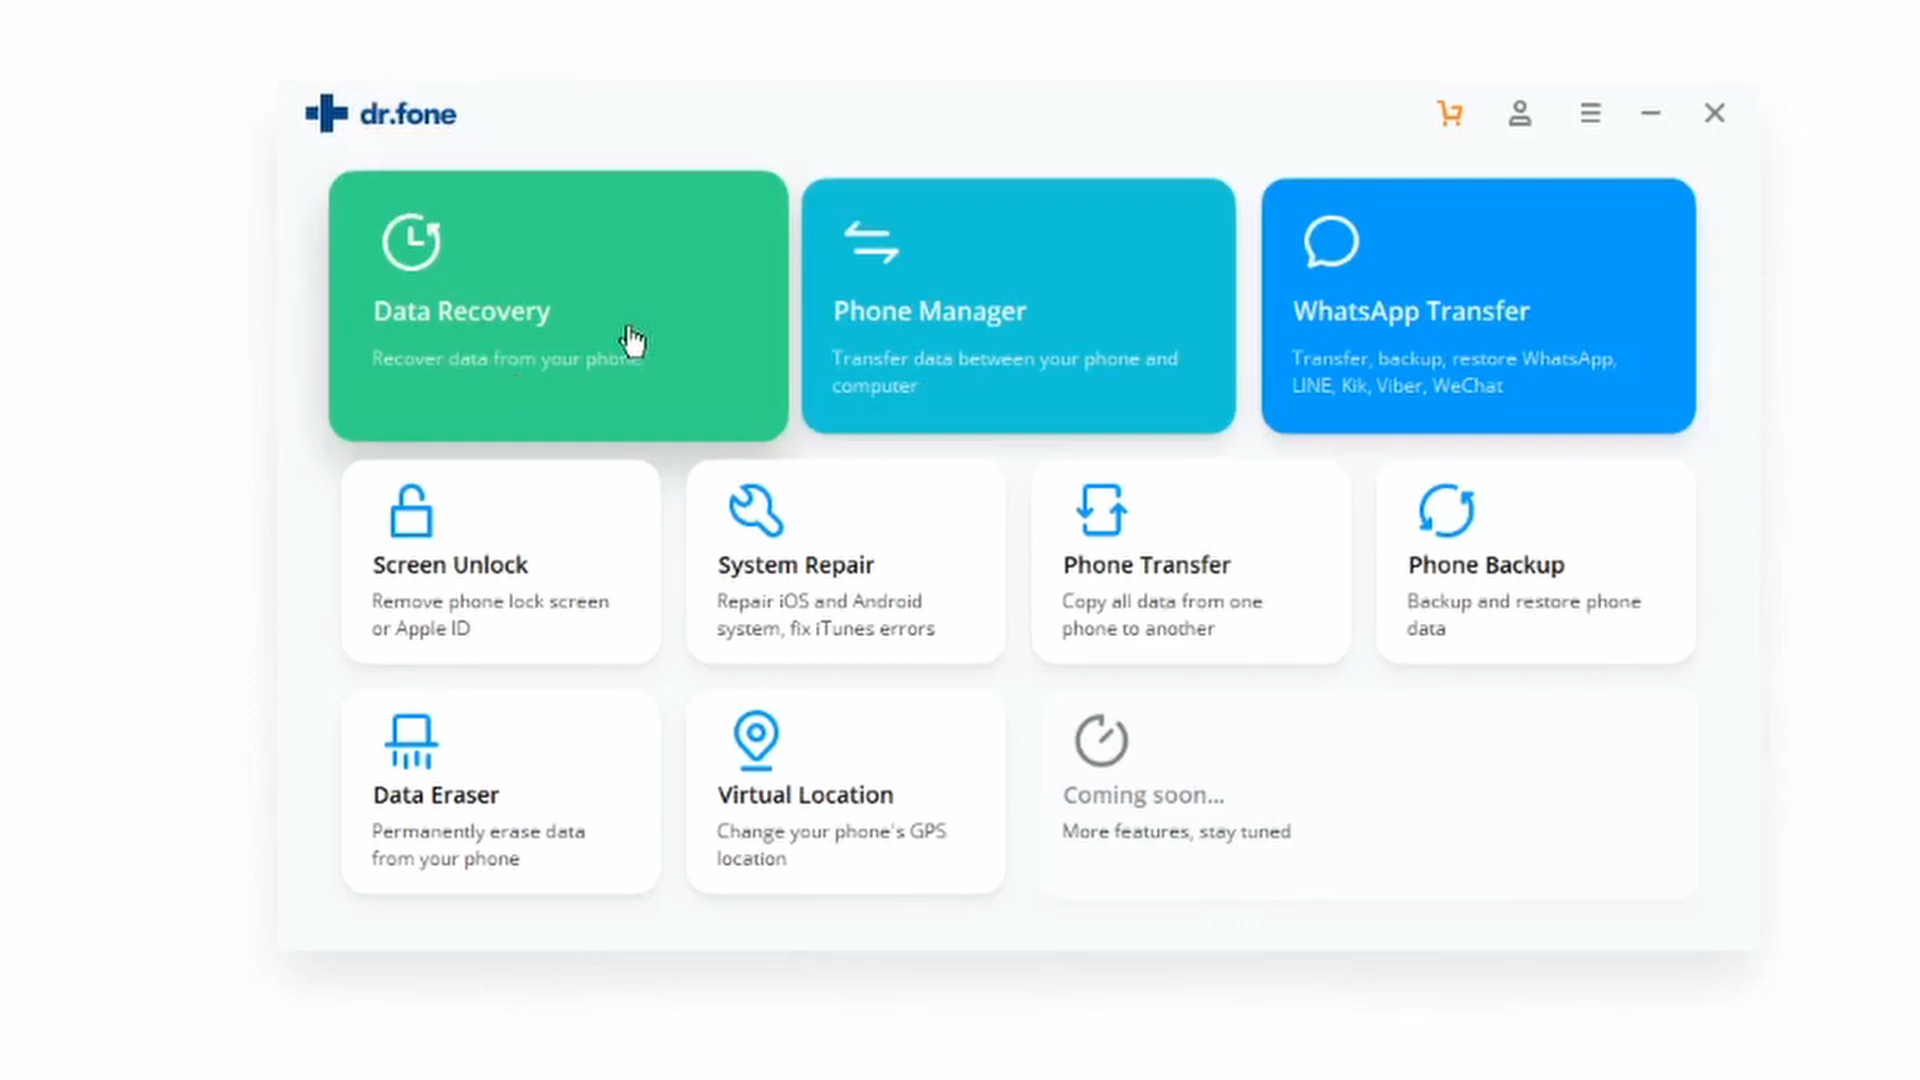 dr.fone
Data Recovery
Recover data from your phone
Phone Manager
Transfer data between your phone and
computer
WhatsApp Transfer
Transfer, backup, restore WhatsApp,
LINE, Kik, Viber, WeChat
Screen Unlock
Remove phone lock screen
or Apple ID
System Repair
Repair iOS and Android
system, fix iTunes errors
Phone Transfer
Copy all data from one
phone to another
Phone Backup
Backup and restore phone
data
Data Eraser
Permanently erase data
from your phone
Virtual Location
Change your phone's GPS
location
Coming soon...
More features, stay tuned